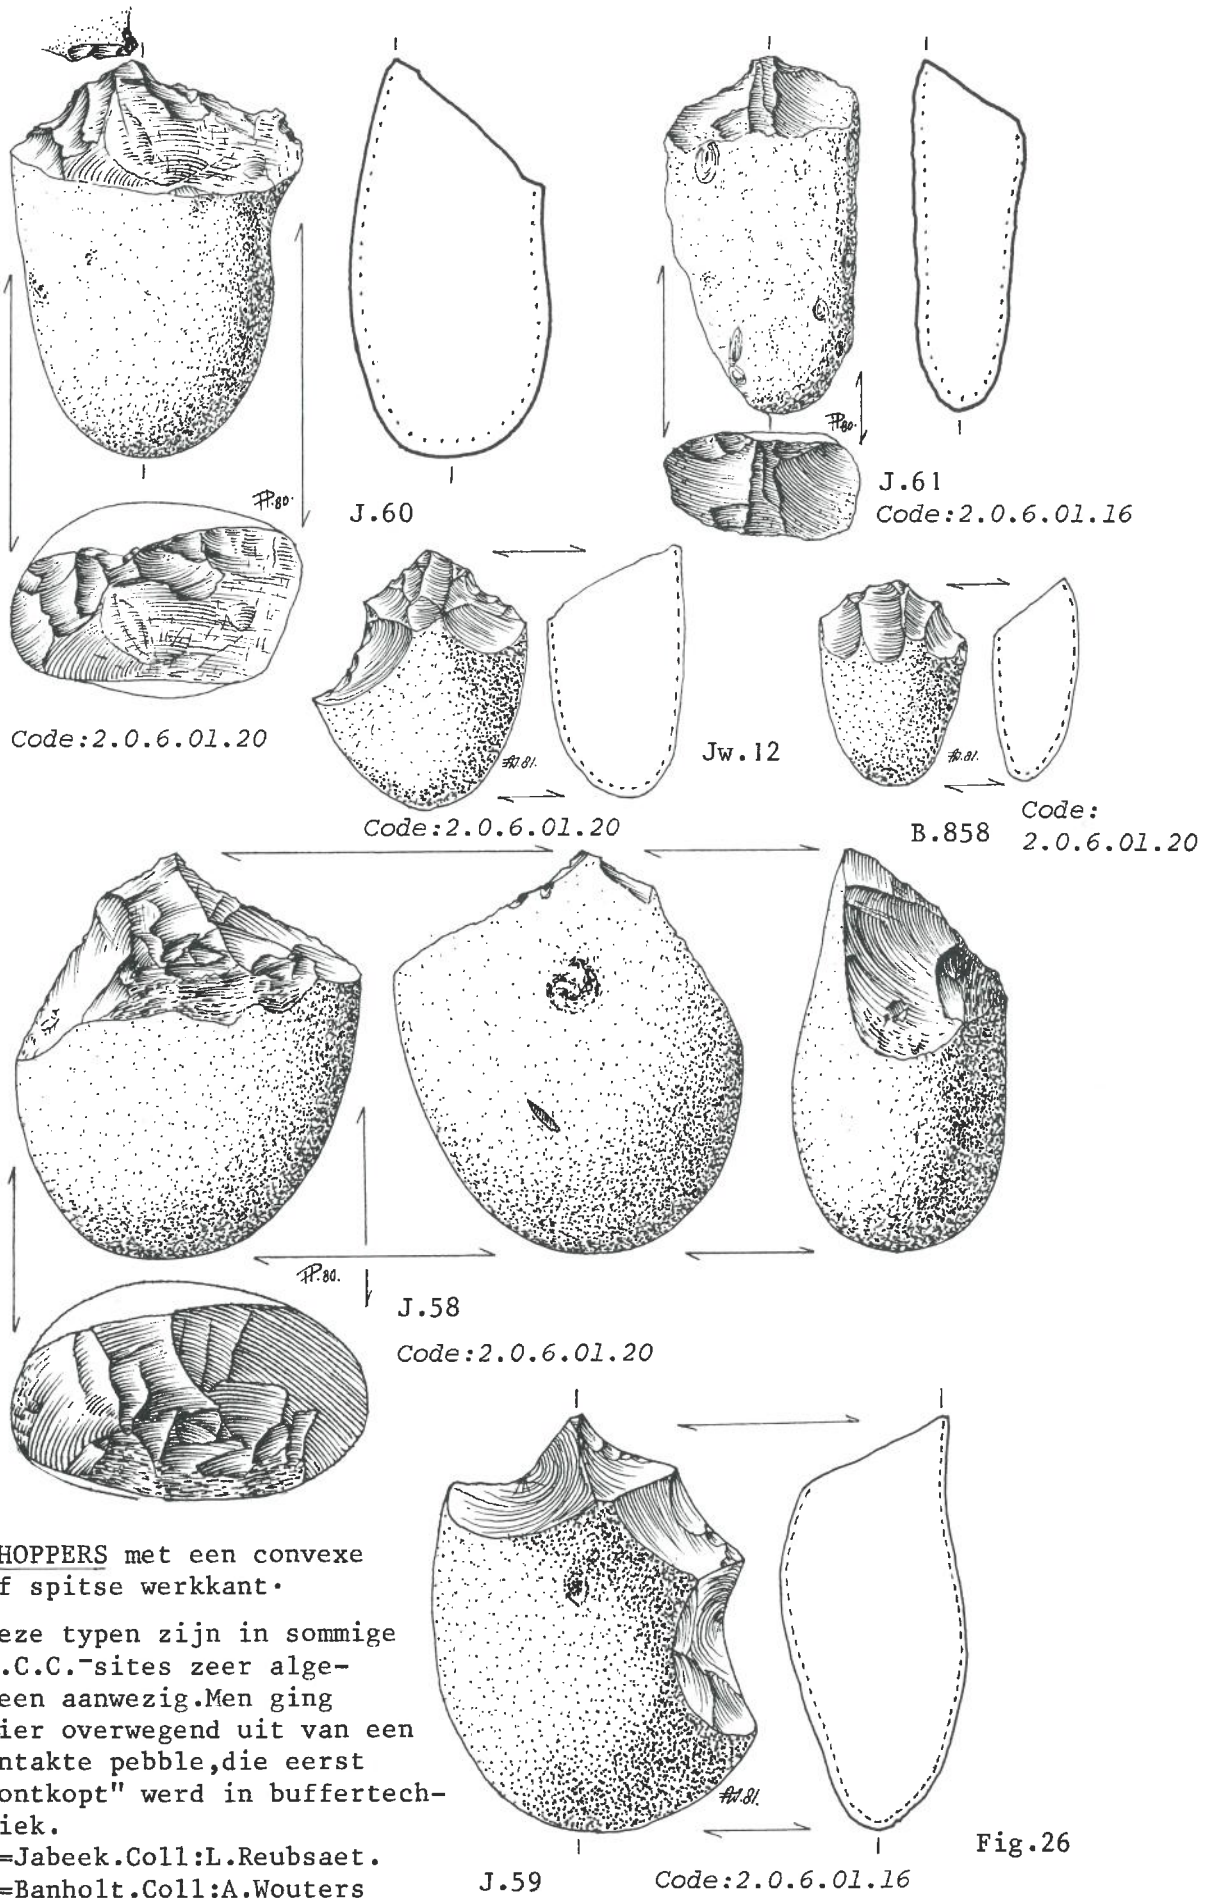 J.60
J.61
Code:2.0.6.01.16
Code:2.0.6.01.20
Jw.12
Code:2.0.6.01.20
B.858
Code:
2.0.6.01.20
J.58
Code:2.0.6.01.20
HOPPERS met een convexe
f spitse werkkant.
eze typen zijn in sommige
.C.C.-sites zeer alge-
een aanwezig.Men ging
ier overwegend uit van een
ntakte pebble,die eerst
ontkopt" werd in buffertech-
iek.
=Jabeek.Coll:L.Reubsaet.
=Banholt.Coll:A.Wouters
J.59
Code:2.0.6.01.16
Fig.26